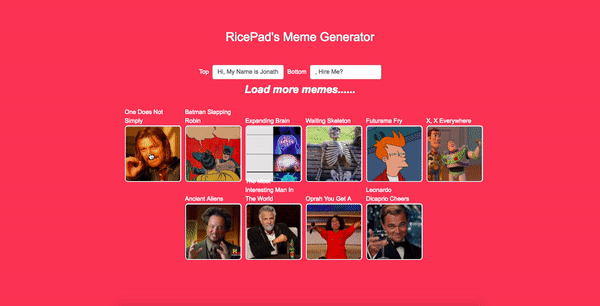 RicePad's Meme Generator
Top Hi, My Name is Jonath Bottom , Hire Me?
Load more memes......
One Does Not
Simply
Batman Slapping
Robin
Expanding Brain
Waiting Skeleton
Futurama Fry
X, X Everywhere
Ancient Aliens
Interesting Man In
The World
Oprah You Get A
Leonardo
Dicaprio Cheers
H